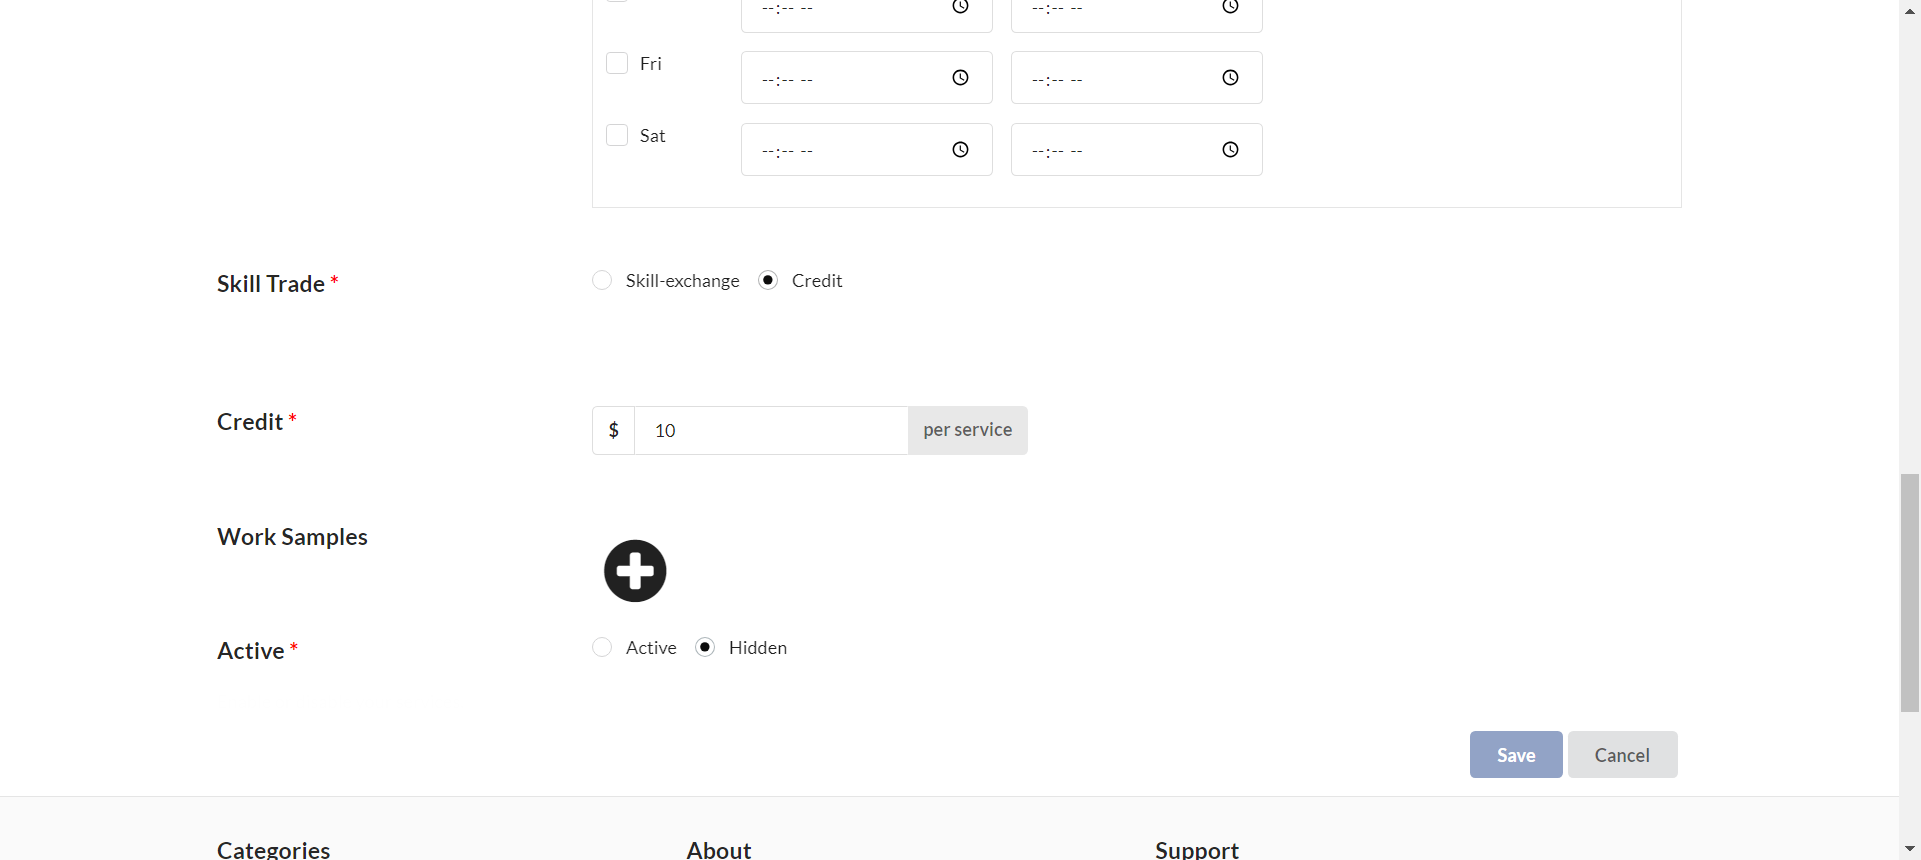 --:-- -- --:-- --
Fri --:-- -- --:-- --
Sat --:-- -- --:-- --
Skill Trade * Skill-exchange Credit
Credit * $ 10 per service
Work Samples
Active * Active Hidden
Save Cancel
Categories About Support